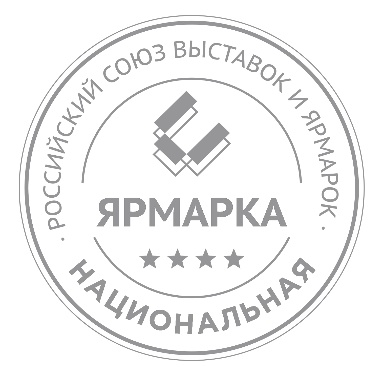 · РОССИЙСКИЙ СОЮЗ ВЫСТАВОК И ЯРМАРОК ·
ЯРМАРКА
НАЦИОНАЛЬНАЯ